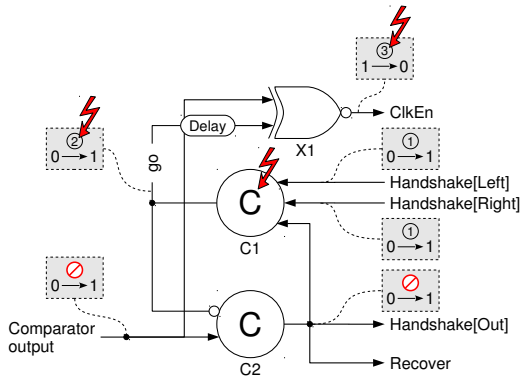 ③
1 → 0
ClkEn
Delay
X1
②
0 → 1
go
①
0 → 1
Handshake[Left]
C
Handshake[Right]
C1
①
0 → 1
0 → 1
0 → 1
C
Handshake[Out]
Comparator
output
C2
Recover